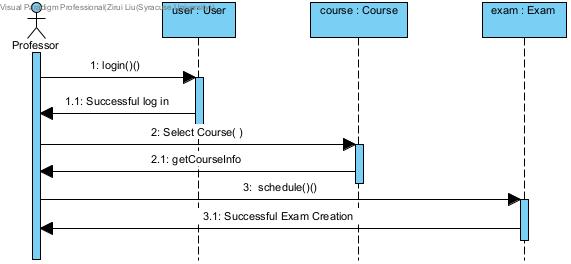 Visual Paradigm Professional(Zirui Liu(Syracuse University))
user : User
course : Course
exam : Exam
Professor
1: login()()
1.1: Successful log in
2: Select Course( )
2.1: getCourseInfo
3:  schedule()()
3.1: Successful Exam Creation